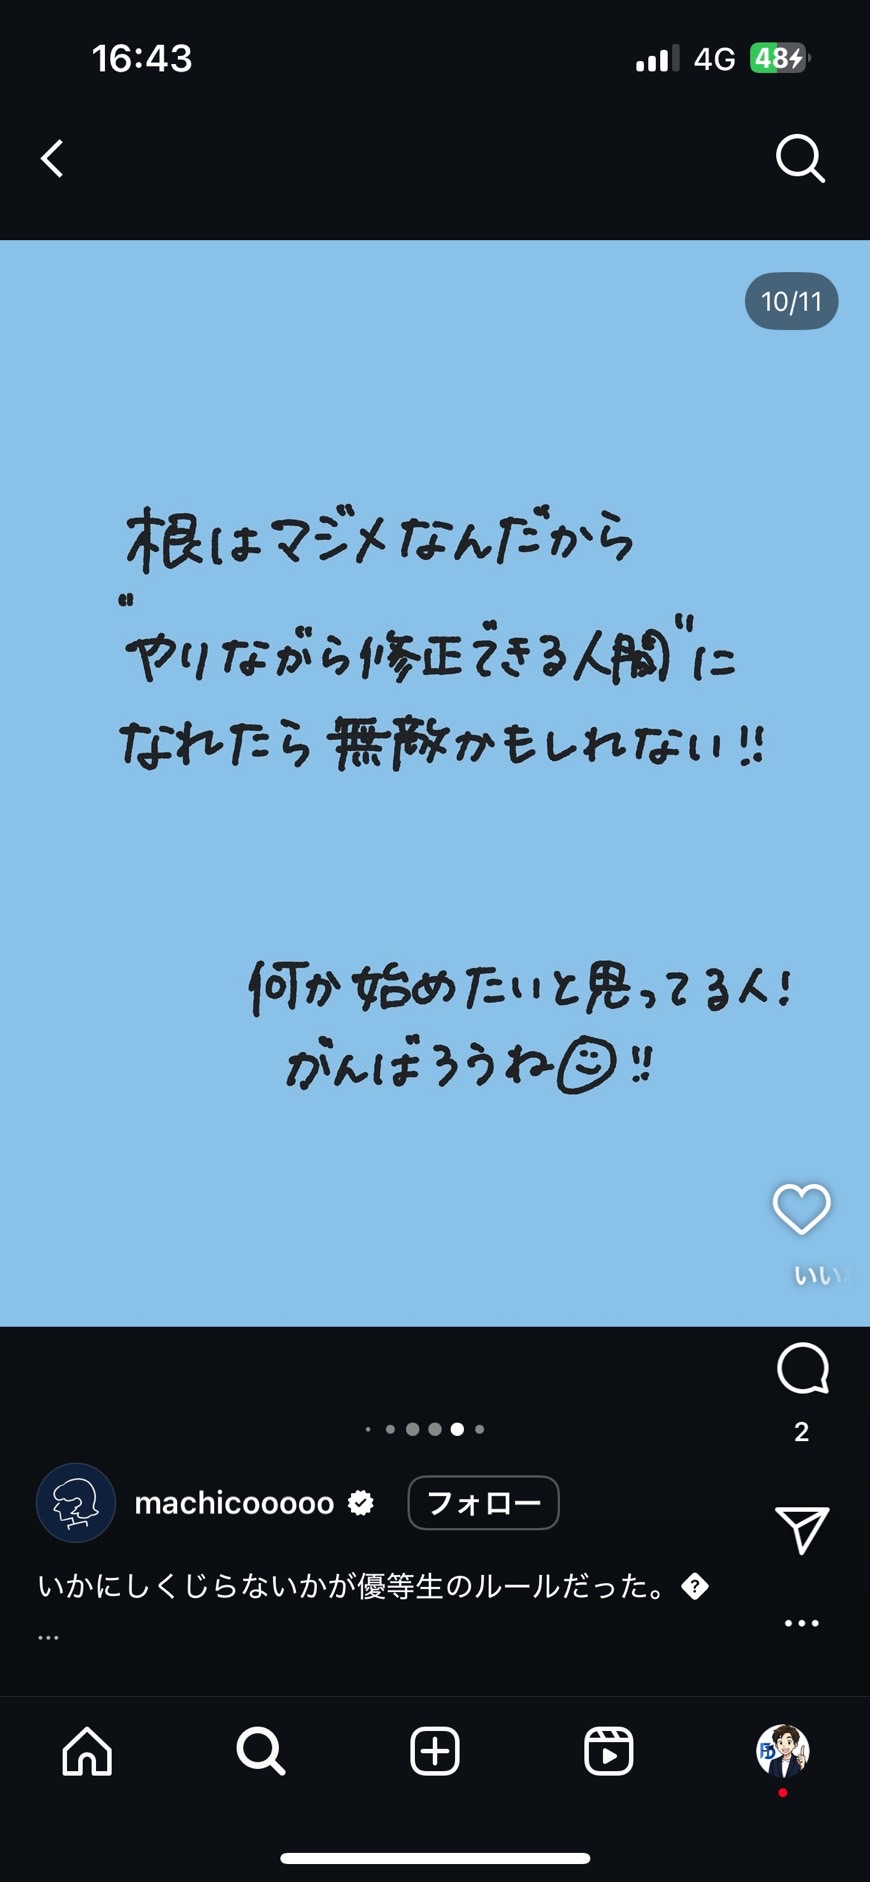 16:43
4G
48
10/11
根はマジメなんだから
“やりながら修正できる人間”に
なれたら無敵かもしれない!!
何か始めたいと思ってる人!
がんばろうね!!
いい
2
machicooooo
フォロー
いかにしくじらないかが優等生のルールだった。
...